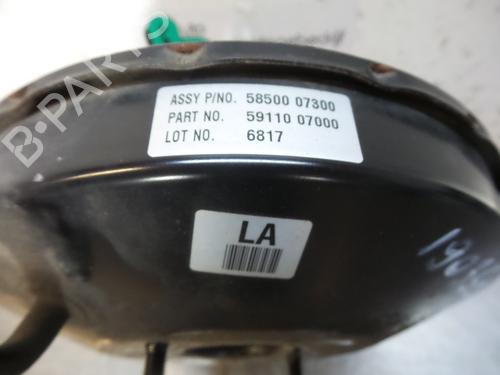 ASSY P/NO. 58500 07300
PART NO. 59110 07000
LOT NO. 6817
LA
B-PARTS